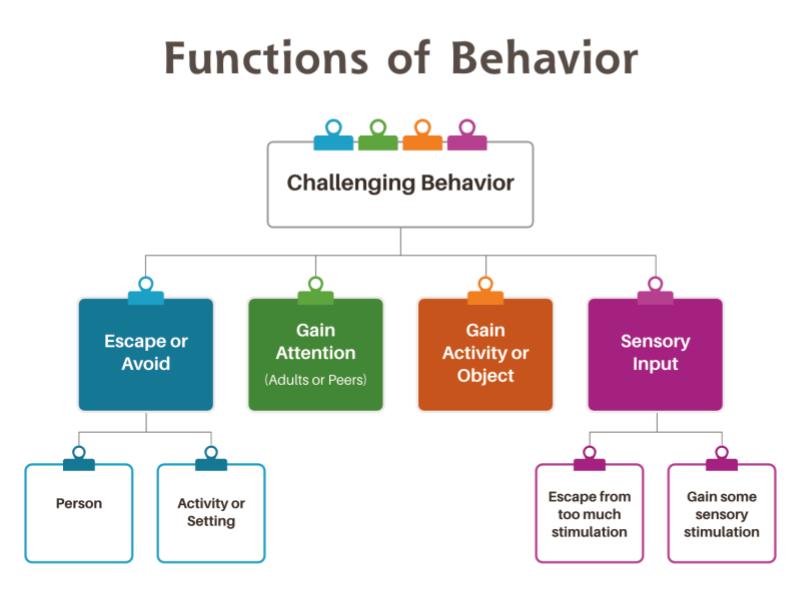 Functions of Behavior
Challenging Behavior
Escape or
Avoid
Gain
Attention
(Adults or Peers)
Gain
Activity or
Object
Sensory
Input
Person
Activity or
Setting
Escape from
too much
stimulation
Gain some
sensory
stimulation